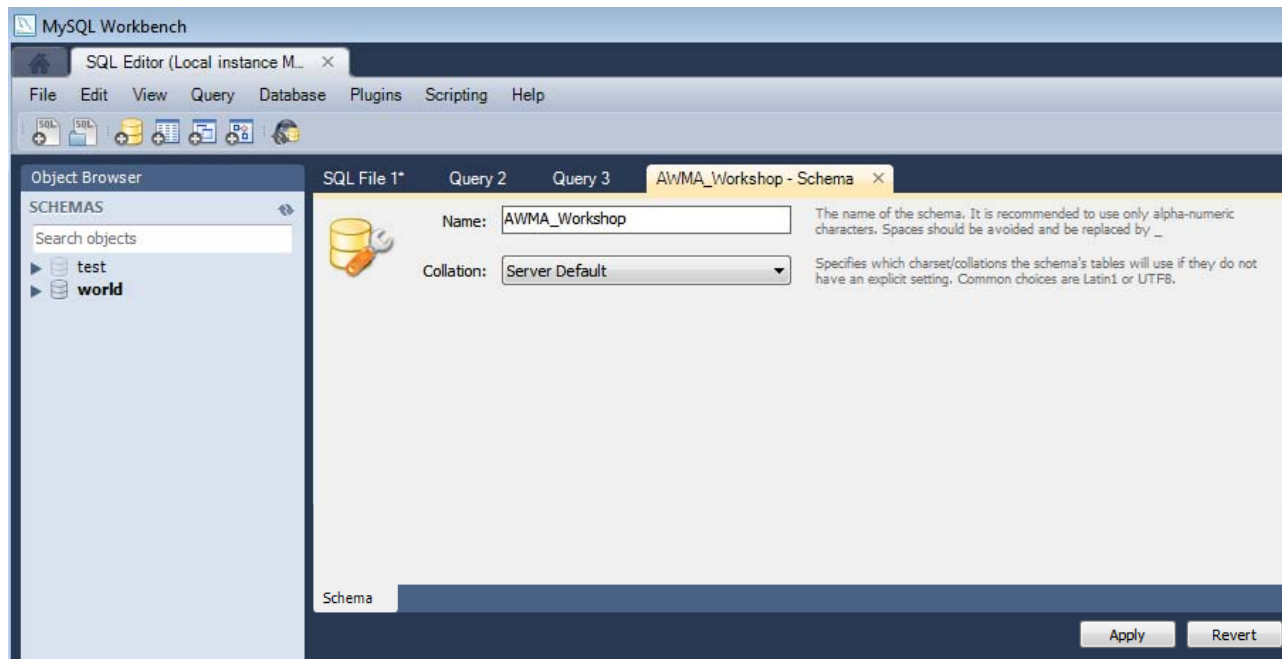 MySQL Workbench
SQL Editor (Local instance M...
File Edit View Query Database Plugins Scripting Help
SQL SQL
Object Browser
SQL File 1* Query 2 Query 3 AWMA_Workshop - Schema
SCHEMAS
Search objects
test
world
Name: AWMA_Workshop
The name of the schema. It is recommended to use only alpha-numeric
characters. Spaces should be avoided and be replaced by _
Collation: Server Default
Specifies which charset/collations the schema's tables will use if they do not
have an explicit setting. Common choices are Latin1 or UTF8.
Schema
Apply Revert